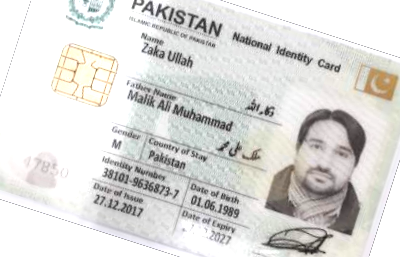 PAKISTAN National Identity Card
ISLAMIC REPUBLIC OF PAKISTAN
Name
Zaka Ullah
Father Name
Malik Ali Muhammad
Gender Country of Stay
M Pakistan
Identity Number Date of Birth
38101-9636873-7 01.06.1989
Date of Issue Date of Expiry
27.12.2017 2027